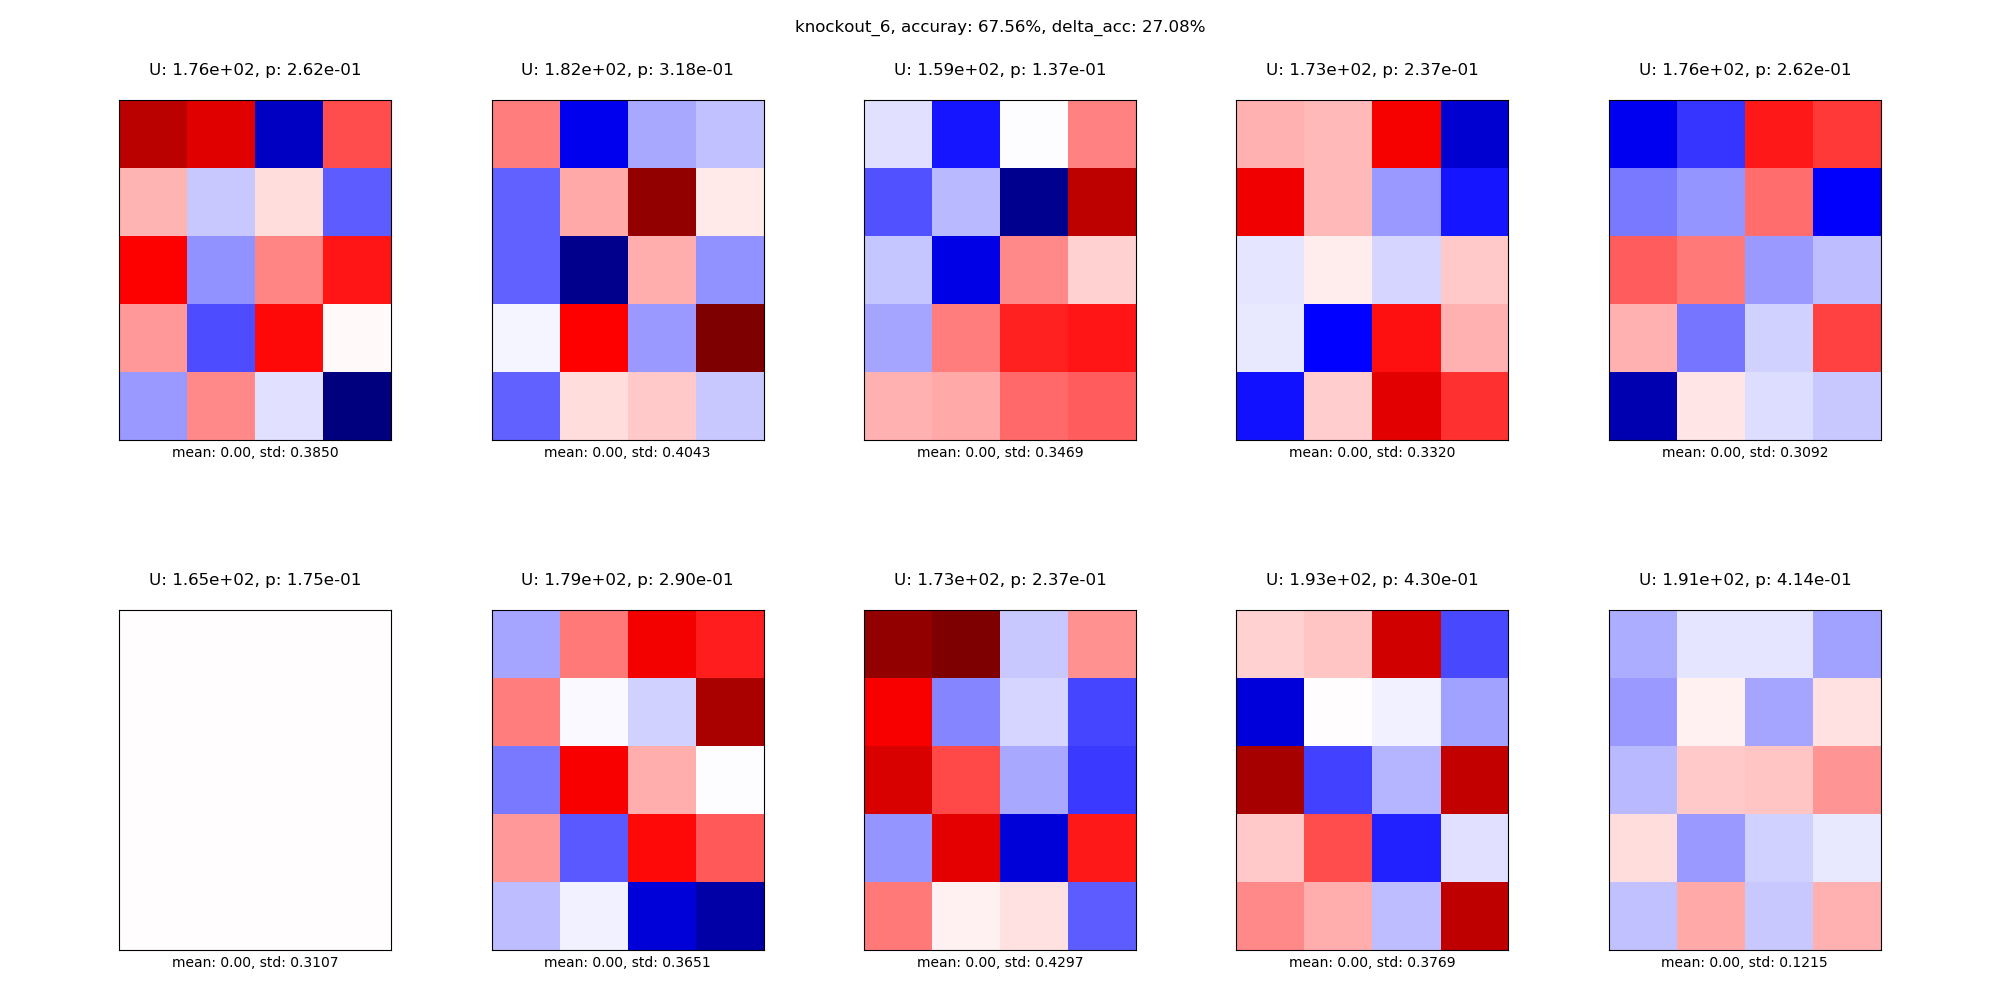 knockout_6, accuray: 67.56%, delta_acc: 27.08%
U: 1.76e+02, p: 2.62e-01
U: 1.82e+02, p: 3.18e-01
U: 1.59e+02, p: 1.37e-01
U: 1.73e+02, p: 2.37e-01
U: 1.76e+02, p: 2.62e-01
mean: 0.00, std: 0.3850
mean: 0.00, std: 0.4043
mean: 0.00, std: 0.3469
mean: 0.00, std: 0.3320
mean: 0.00, std: 0.3092
U: 1.65e+02, p: 1.75e-01
U: 1.79e+02, p: 2.90e-01
U: 1.73e+02, p: 2.37e-01
U: 1.93e+02, p: 4.30e-01
U: 1.91e+02, p: 4.14e-01
mean: 0.00, std: 0.3107
mean: 0.00, std: 0.3651
mean: 0.00, std: 0.4297
mean: 0.00, std: 0.3769
mean: 0.00, std: 0.1215